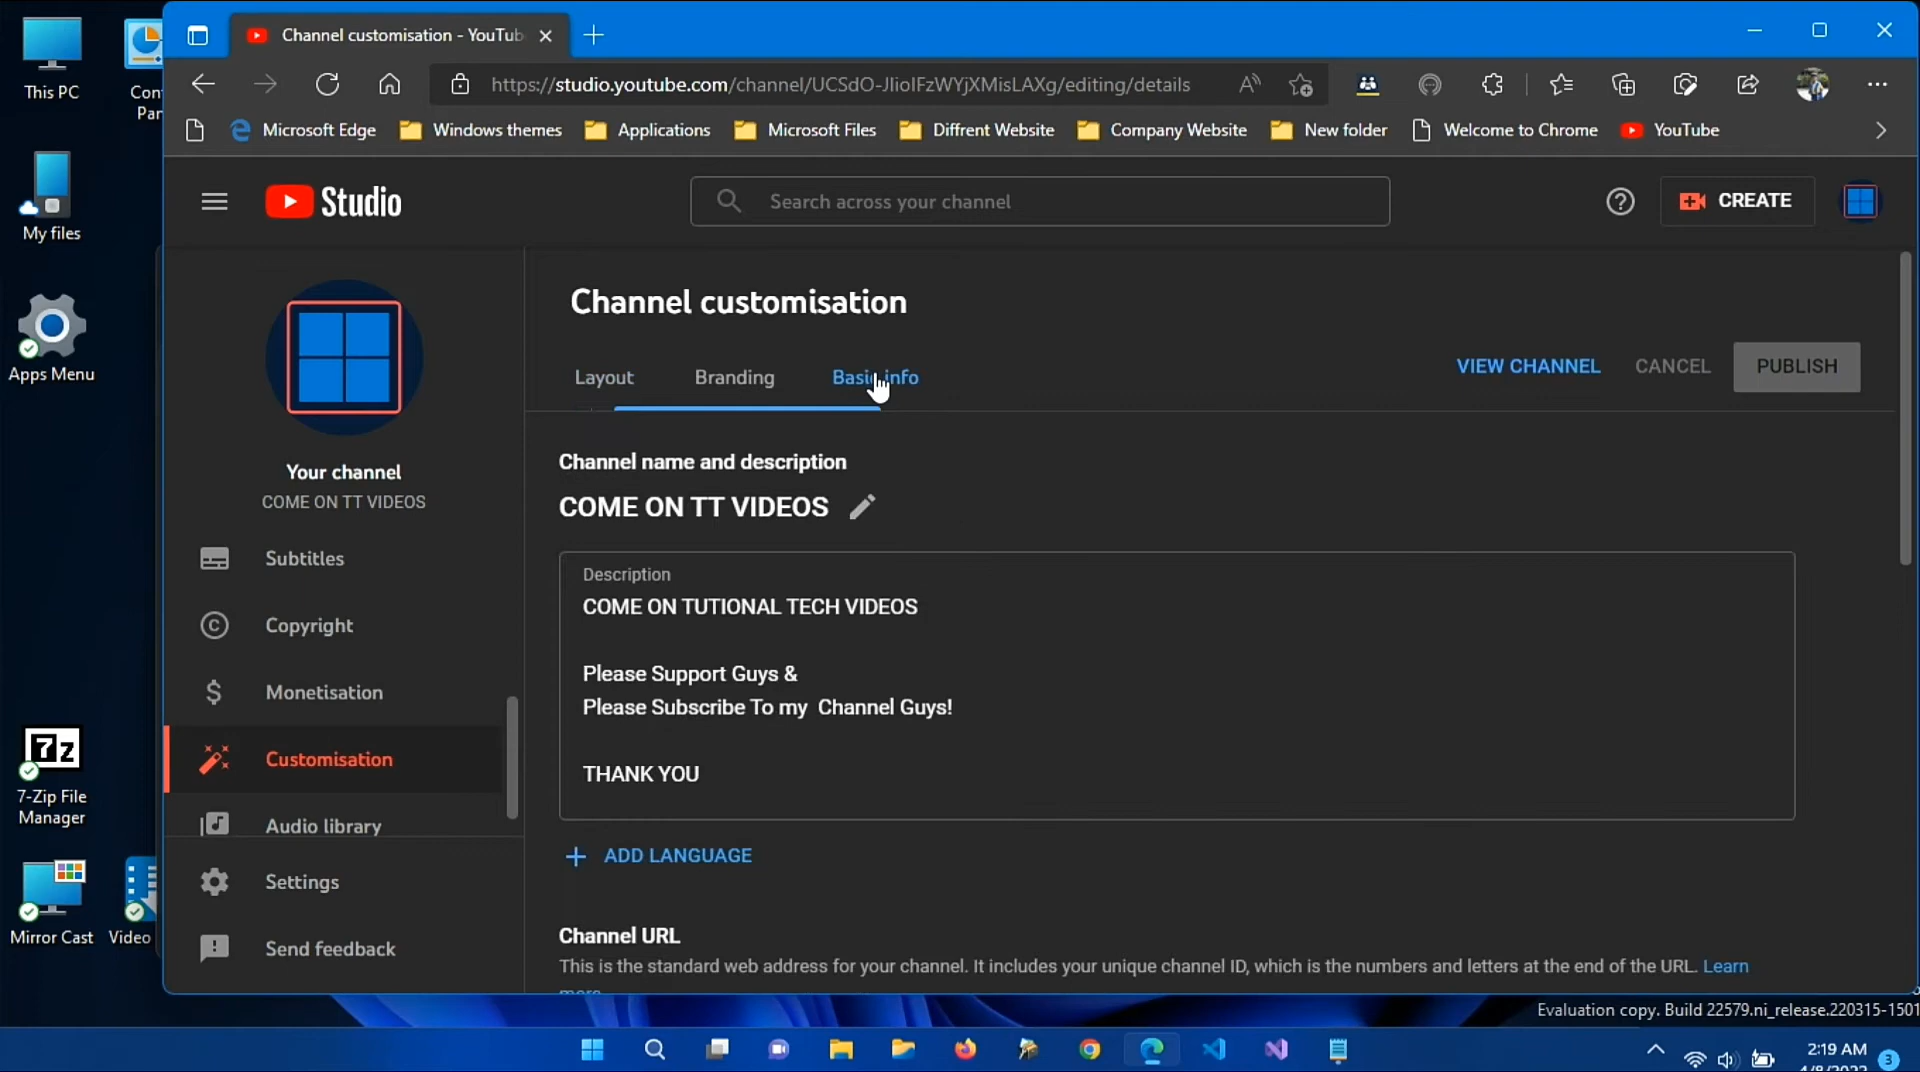 This PC
My files
Apps Menu
7-Zip File
Manager
Mirror Cast
Video
Channel customisation - YouTub
https://studio.youtube.com/channel/UCSdO-JIioIFzWYjXMisLAXg/editing/details
Microsoft Edge
Windows themes
Applications
Microsoft Files
Diffrent Website
Company Website
New folder
Welcome to Chrome
YouTube
Studio
Search across your channel
CREATE
Your channel
COME ON TT VIDEOS
Subtitles
Copyright
Monetisation
Customisation
Audio library
Settings
Send feedback
Channel customisation
Layout
Branding
Basic info
VIEW CHANNEL
CANCEL
PUBLISH
Channel name and description
COME ON TT VIDEOS
Description
COME ON TUTIONAL TECH VIDEOS
Please Support Guys &
Please Subscribe To my Channel Guys!
THANK YOU
ADD LANGUAGE
Channel URL
This is the standard web address for your channel. It includes your unique channel ID, which is the numbers and letters at the end of the URL. Learn
more
Evaluation copy. Build 22579.ni_release.220315-1501
2:19 AM
3